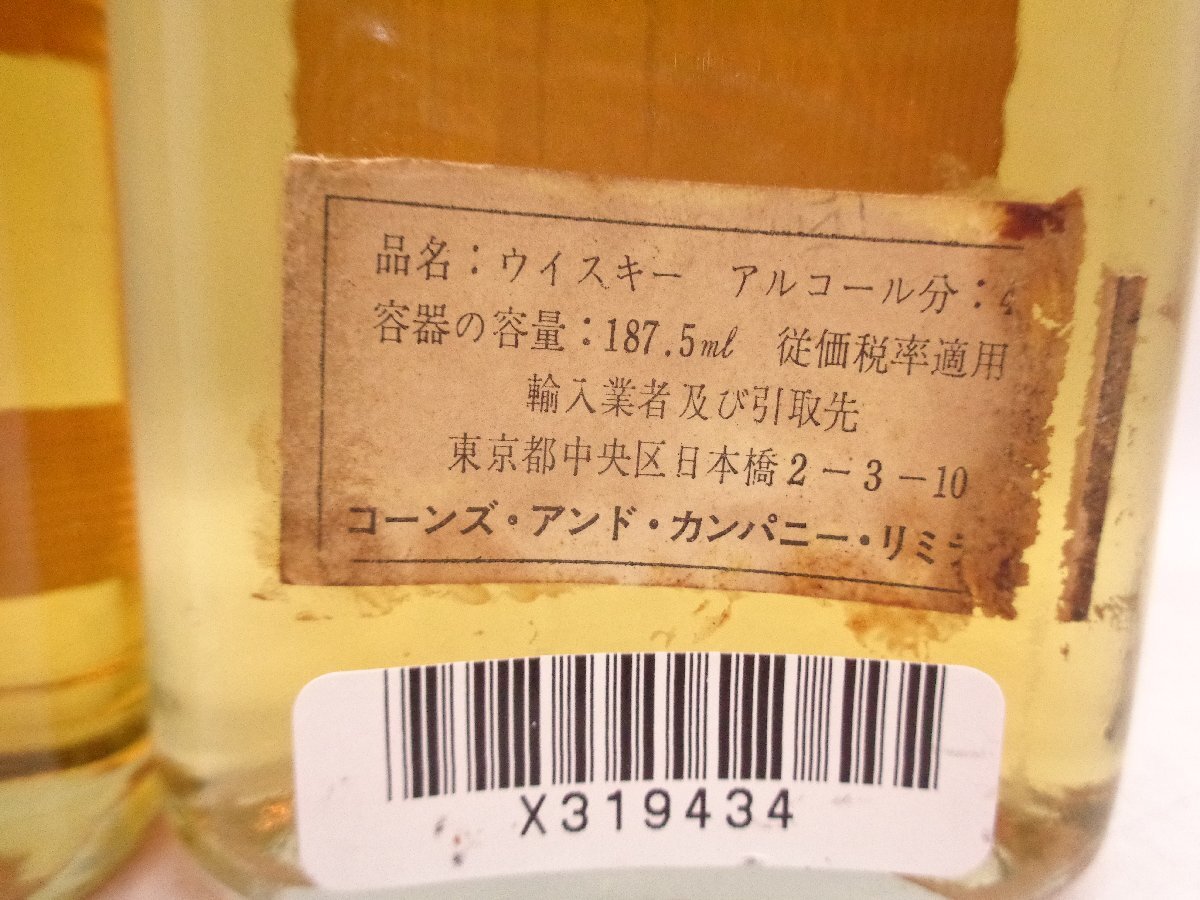 品名：ウイスキー　アルコール分：
容器の容量：187.5ml　従価税率適用
輸入業者及び引取先
東京都中央区日本橋2－3－10
コーンズ・アンド・カンパニー・リミ
X319434